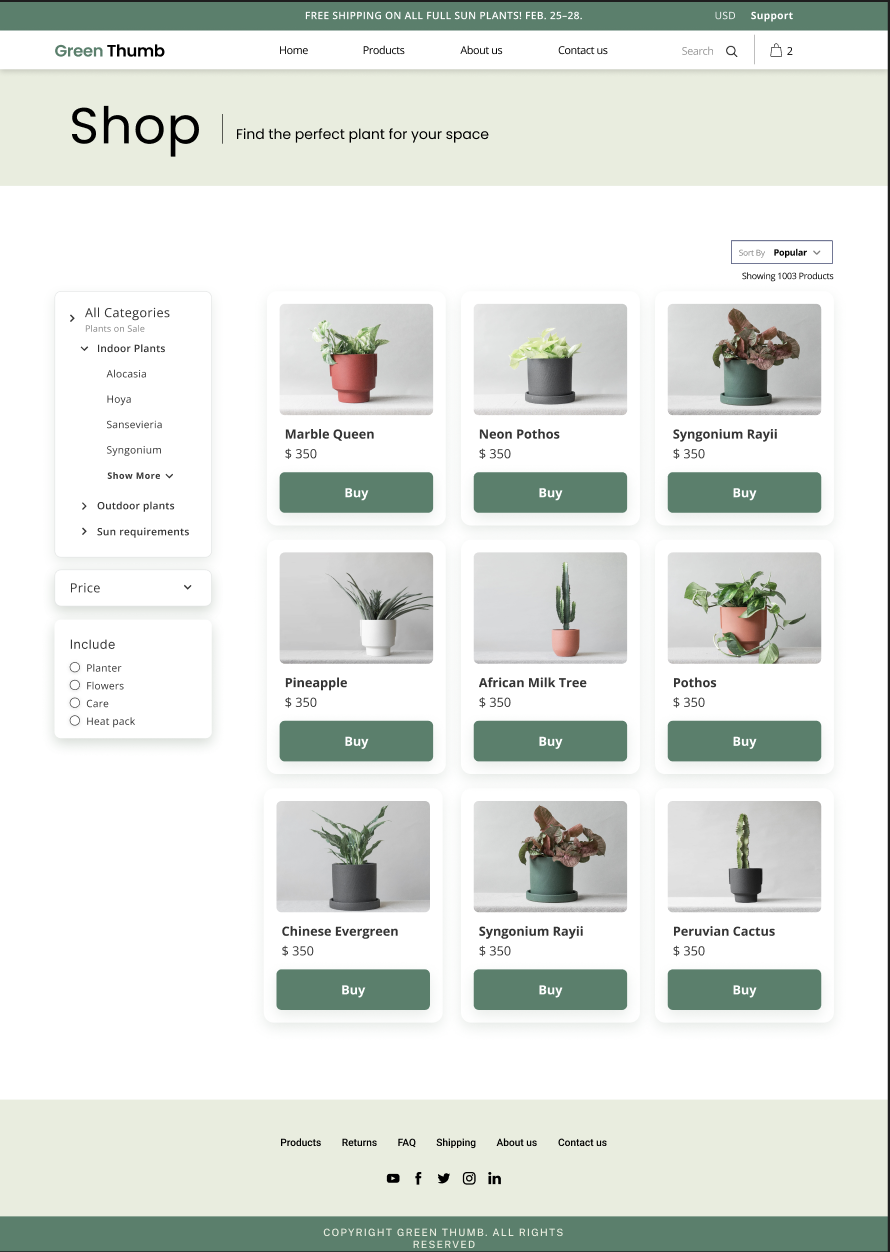 FREE SHIPPING ON ALL FULL SUN PLANTS! FEB. 25–28.
USD Support
Green Thumb
Home Products About us Contact us
Search
2
Shop
Find the perfect plant for your space
Sort By Popular
Showing 1003 Products
All Categories
Plants on Sale
Indoor Plants
Alocasia
Hoya
Sansevieria
Syngonium
Show More
Outdoor plants
Sun requirements
Price
Include
Planter
Flowers
Care
Heat pack
Marble Queen
$ 350
Buy
Neon Pothos
$ 350
Buy
Syngonium Rayii
$ 350
Buy
Pineapple
$ 350
Buy
African Milk Tree
$ 350
Buy
Pothos
$ 350
Buy
Chinese Evergreen
$ 350
Buy
Syngonium Rayii
$ 350
Buy
Peruvian Cactus
$ 350
Buy
Products Returns FAQ Shipping About us Contact us
COPYRIGHT GREEN THUMB. ALL RIGHTS
RESERVED